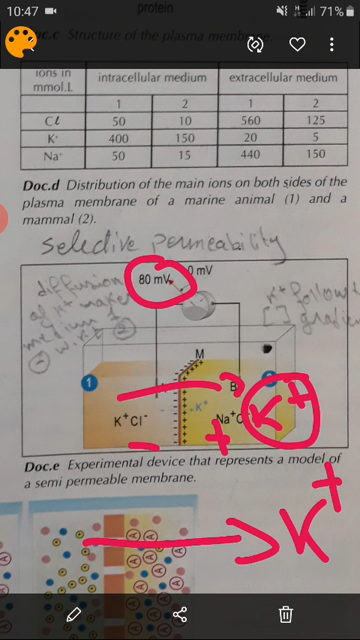 10:47 71%
protein
oc.c Structure of the plasma membrane.
ions in mmol.L intracellular medium extracellular medium
1 2 1 2
Cℓ 50 10 560 125
K⁺ 400 150 20 5
Na⁺ 50 15 440 150
Doc.d Distribution of the main ions on both sides of the
plasma membrane of a marine animal (1) and a
mammal (2).
selective permeability
80 mV 0 mV
diffusion
of K+ makes
medium 1
⊖ w.r.t ②
K+ follows
[ ] gradien
M
1
B
K⁺Cl⁻
K+
Na⁺C
K+
- +
Doc.e Experimental device that represents a model of
a semi permeable membrane.
K+
A A A A